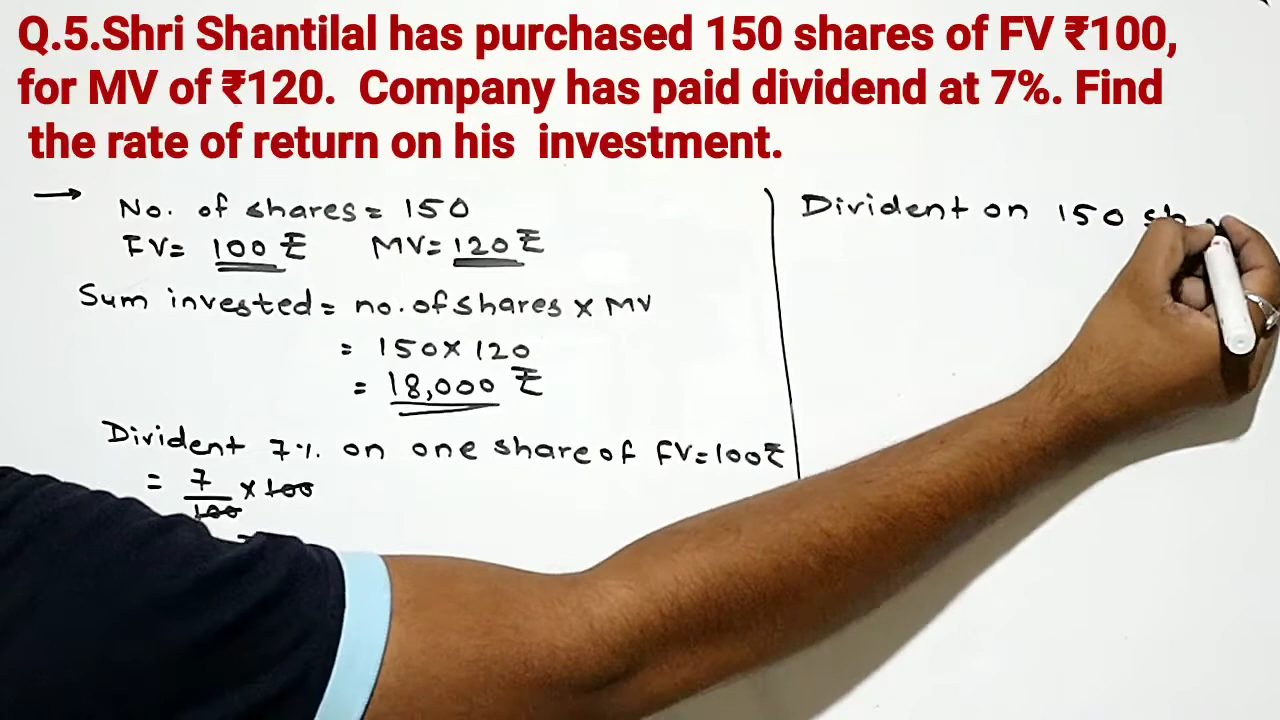 Q.5.Shri Shantilal has purchased 150 shares of FV ₹100,
for MV of ₹120. Company has paid dividend at 7%. Find
the rate of return on his investment.
→ No. of shares = 150
FV= 100 ₹ MV= 120 ₹
Sum invested = no. of shares x MV
= 150 x 120
= 18,000 ₹
Divident 7%. on one share of FV=100₹
= 7/100 x 100
Divident on 150